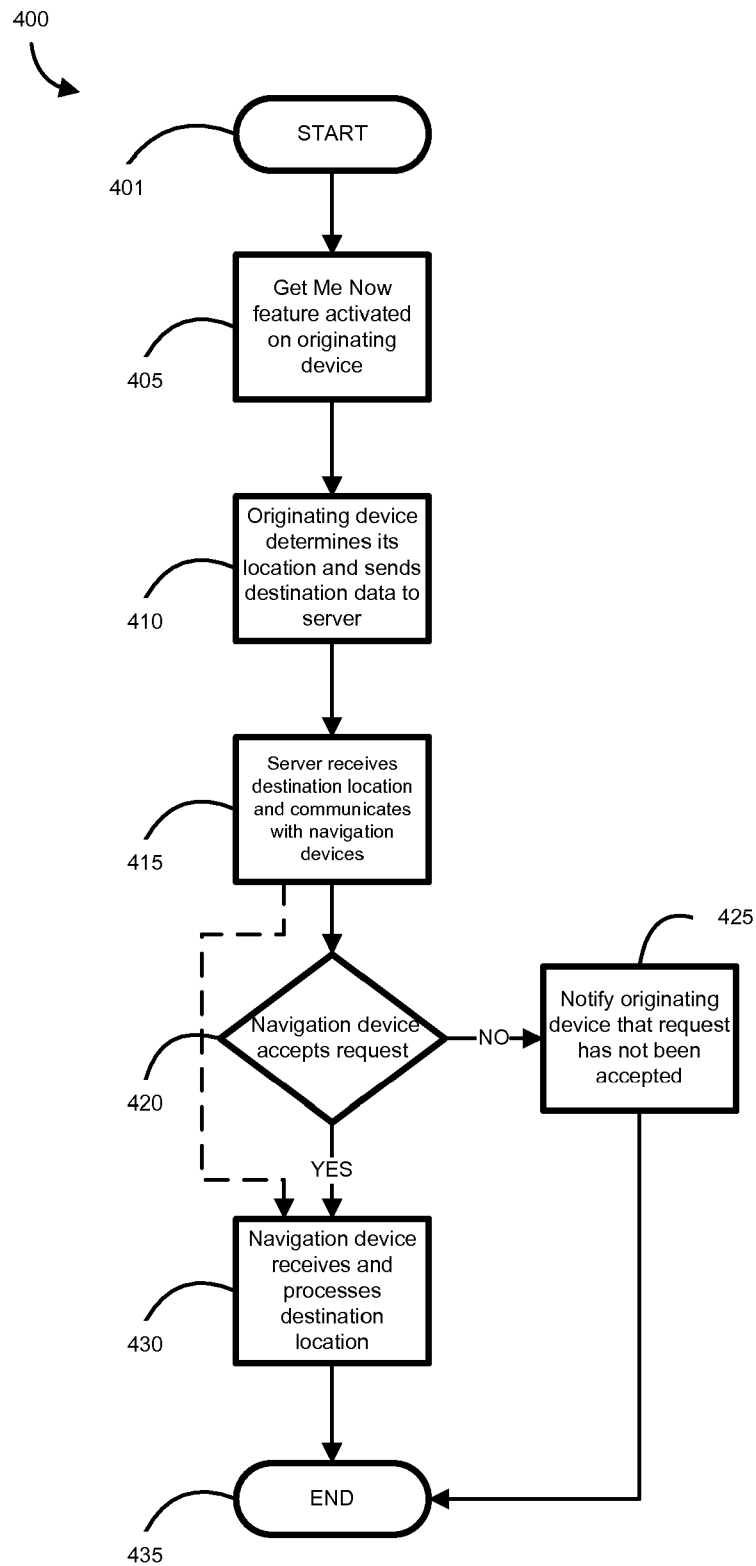 400
START
401
Get Me Now
feature activated
on originating
device
405
Originating device
determines its
location and sends
destination data to
server
410
Server receives
destination location
and communicates
with navigation
devices
415
425
Navigation device
accepts request
NO
Notify originating
device that request
has not been
accepted
420
YES
Navigation device
receives and
processes
destination
location
430
END
435